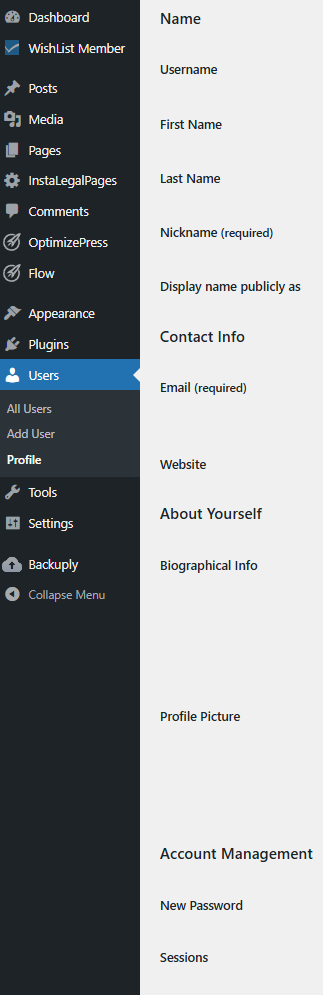 Dashboard
WishList Member
Posts
Media
Pages
InstaLegalPages
Comments
OptimizePress
Flow
Appearance
Plugins
Users
All Users
Add User
Profile
Tools
Settings
Backuply
Collapse Menu
Name
Username
First Name
Last Name
Nickname (required)
Display name publicly as
Contact Info
Email (required)
Website
About Yourself
Biographical Info
Profile Picture
Account Management
New Password
Sessions